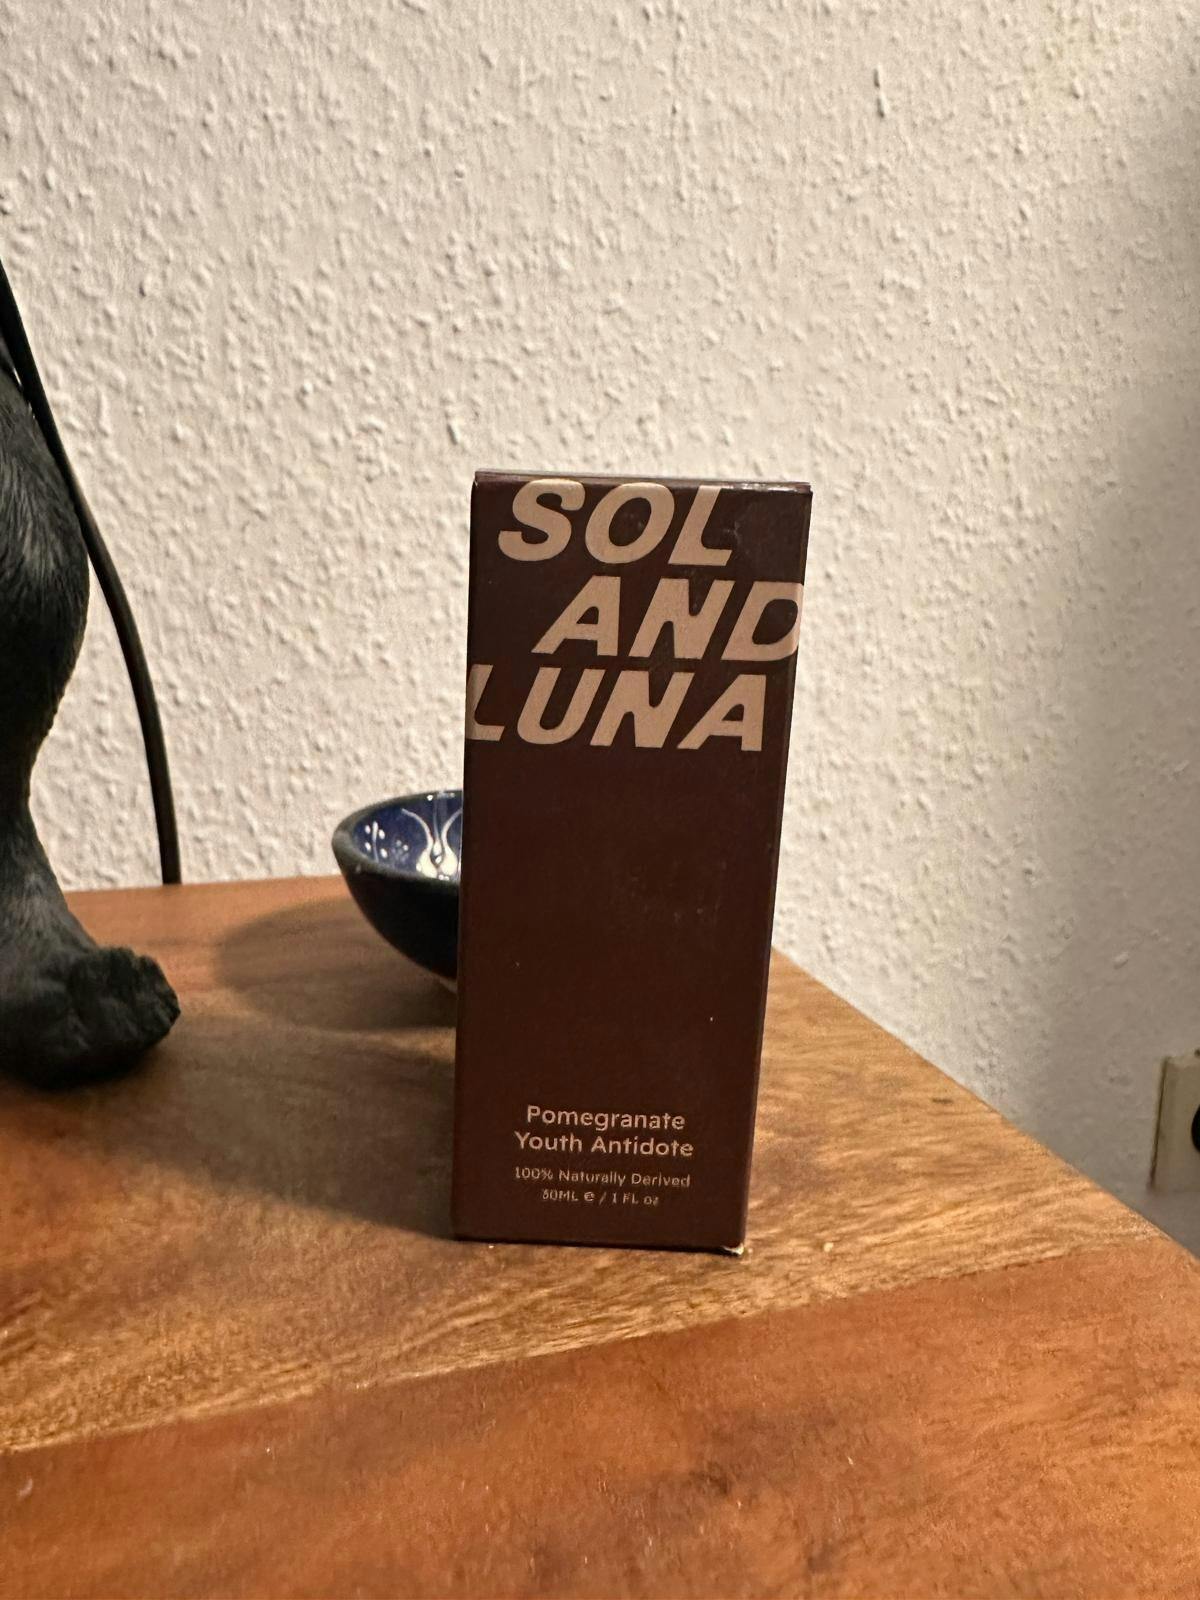 SOL
AND
LUNA
Pomegranate
Youth Antidote
100% Naturally Derived
30ML e / 1 FL oz